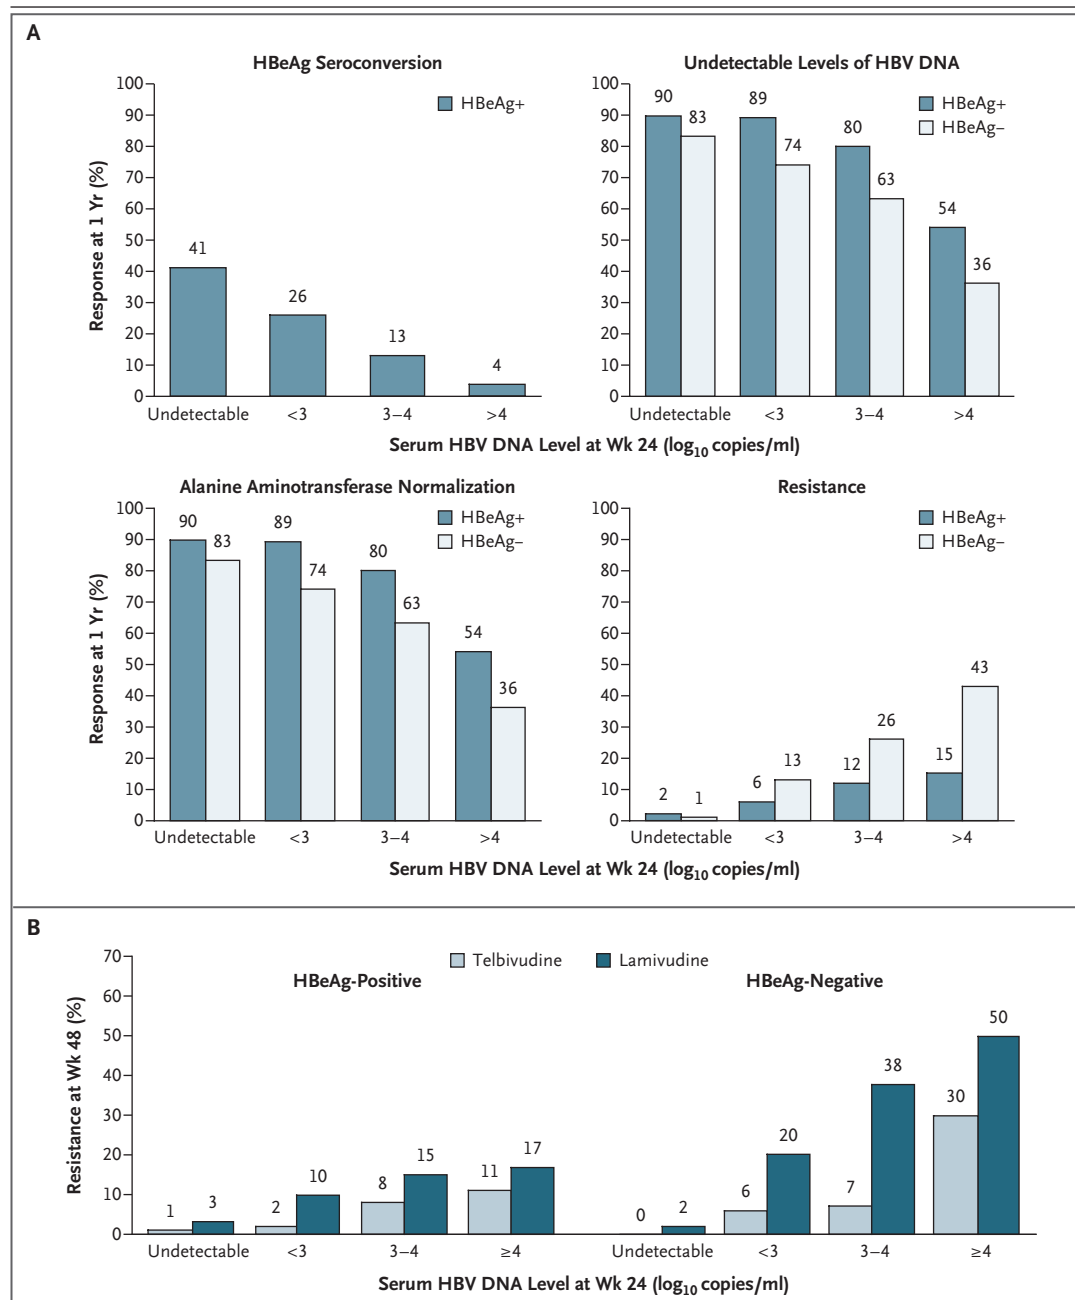 A
HBeAg Seroconversion
100
90
80
70
60
50
40
30
20
10
0
Response at 1 Yr (%)
HBeAg+
41
26
13
4
Undetectable <3 3–4 >4
Undetectable Levels of HBV DNA
100
90
80
70
60
50
40
30
20
10
0
HBeAg+
HBeAg–
90 83 89 74 80 63 54 36
Undetectable <3 3–4 >4
Serum HBV DNA Level at Wk 24 (log10 copies/ml)
Alanine Aminotransferase Normalization
100
90
80
70
60
50
40
30
20
10
0
Response at 1 Yr (%)
HBeAg+
HBeAg–
90 83 89 74 80 63 54 36
Undetectable <3 3–4 >4
Resistance
100
90
80
70
60
50
40
30
20
10
0
HBeAg+
HBeAg–
2 1 6 13 12 26 15 43
Undetectable <3 3–4 >4
Serum HBV DNA Level at Wk 24 (log10 copies/ml)
B
Telbivudine Lamivudine
HBeAg-Positive HBeAg-Negative
70
60
50
40
30
20
10
0
Resistance at Wk 48 (%)
1 3 2 10 8 15 11 17 0 2 6 20 7 38 30 50
Undetectable <3 3–4 ≥4 Undetectable <3 3–4 ≥4
Serum HBV DNA Level at Wk 24 (log10 copies/ml)